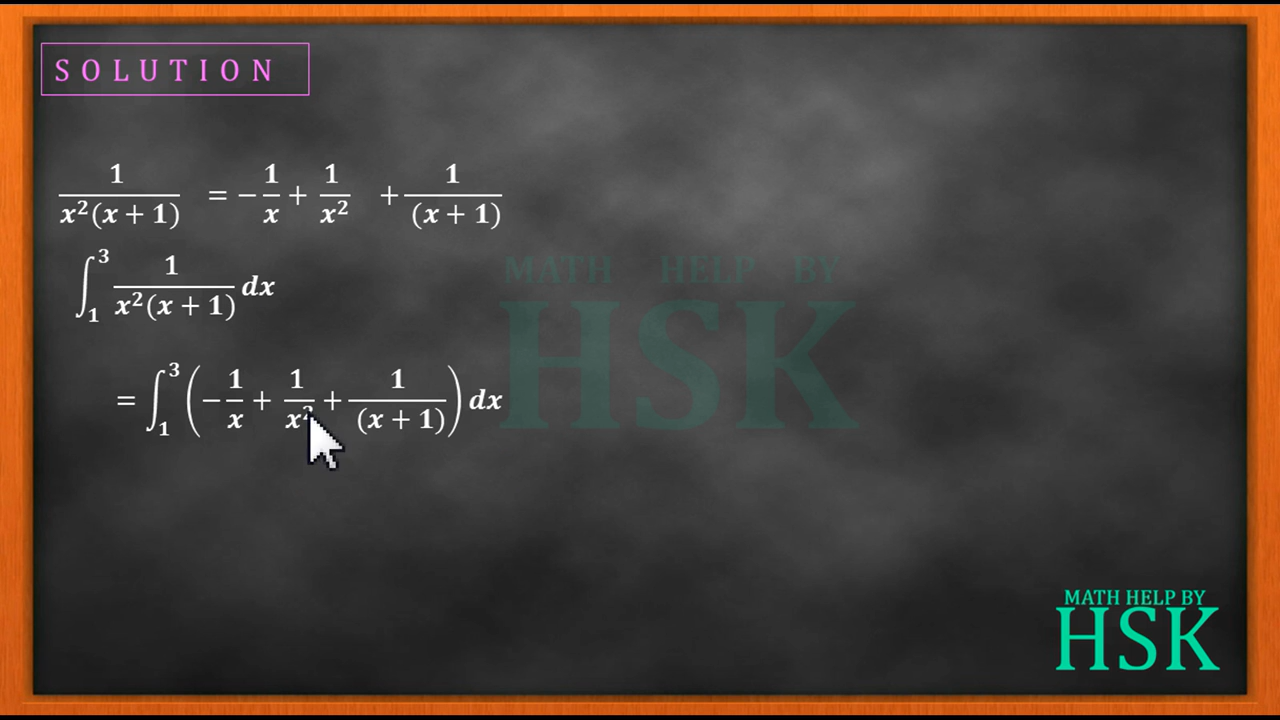 SOLUTION
1/(x²(x + 1)) = −1/x + 1/x² + 1/((x + 1))
∫₁³ 1/(x²(x + 1)) dx
= ∫₁³ (−1/x + 1/x² + 1/((x + 1))) dx
MATH HELP BY
HSK
MATH HELP BY
HSK